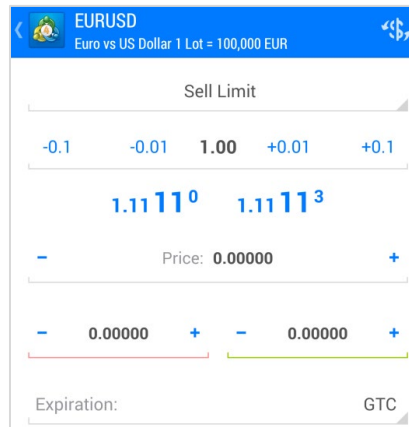 EURUSD
Euro vs US Dollar 1 Lot = 100,000 EUR
Sell Limit
-0.1 -0.01 1.00 +0.01 +0.1
1.11110 1.11113
- Price: 0.00000 +
- 0.00000 + - 0.00000 +
Expiration: GTC